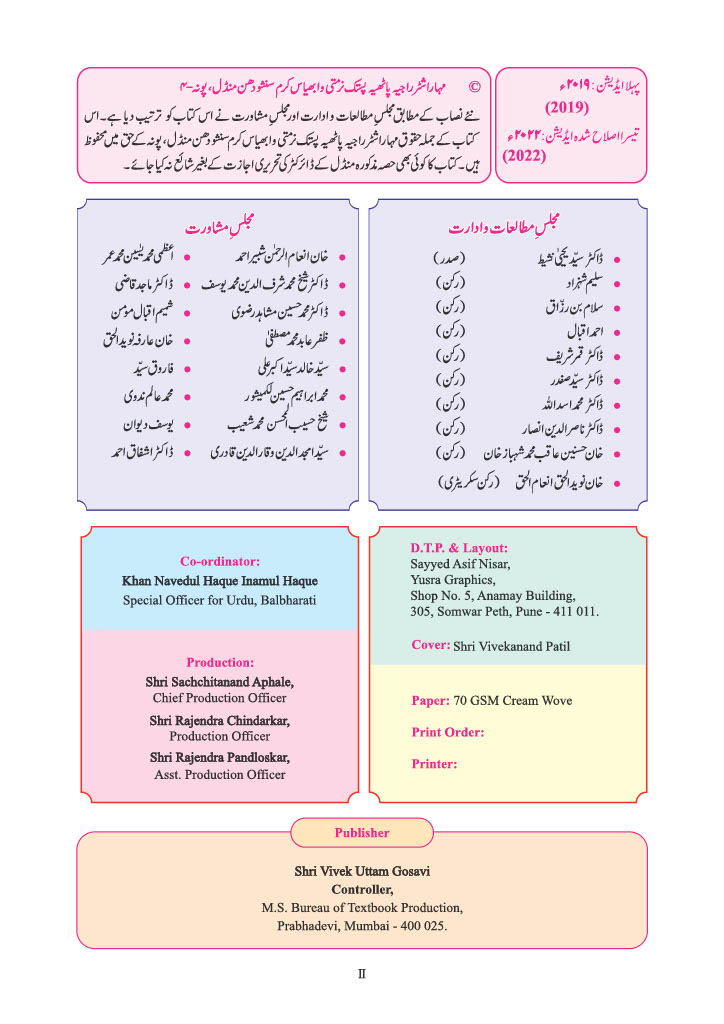 پہلا ایڈیشن : ۲۰۱۹ء
(2019)
تیسرا اصلاح شدہ ایڈیشن : ۲۰۲۲ء
(2022)
© مہاراشٹر راجیہ پاٹھیہ پستک نرمتی و ابھیاس کرم سنشودھن منڈل، پونہ-۴
نئے نصاب کے مطابق مجلسِ مطالعات و ادارت اور مجلسِ مشاورت نے اس کتاب کو ترتیب دیا ہے۔ اس
کتاب کے جملہ حقوق مہاراشٹر راجیہ پاٹھیہ پستک نرمتی و ابھیاس کرم سنشودھن منڈل، پونہ کے حق میں محفوظ
ہیں۔ کتاب کا کوئی بھی حصہ مذکورہ منڈل کے ڈائرکٹر کی تحریری اجازت کے بغیر شائع نہ کیا جائے۔
مجلسِ مطالعات و ادارت
• ڈاکٹر سیّد یحییٰ نشیط (صدر)
• سلیم شہزاد (رکن)
• سلام بن رزّاق (رکن)
• احمد اقبال (رکن)
• ڈاکٹر قمر شریف (رکن)
• ڈاکٹر سیّد صفدر (رکن)
• ڈاکٹر محمد اسد اللہ (رکن)
• ڈاکٹر ناصر الدین انصار (رکن)
• خان حسنین عاقب محمد شہباز خان (رکن)
• خان نوید الحق انعام الحق (رکن سکریٹری)
مجلسِ مشاورت
• خان انعام الرحمٰن شبیر احمد • اعظمی محمد یٰسین محمد عمر
• ڈاکٹر شیخ محمد شرف الدین محمد یوسف • ڈاکٹر ماجد قاضی
• ڈاکٹر محمد حسین مشاہد رضوی • شمیم اقبال مومن
• ظفر عابد محمد مصطفیٰ • خان عارفہ نوید الحق
• سیّد خالد سیّد اکبر علی • فاروق سیّد
• محمد ابراہیم حسین لکمیشور • محمد عالم ندوی
• شیخ حسیب الحسن محمد شعیب • یوسف دیوان
• سیّد امجد الدین وقار الدین قادری • ڈاکٹر اشفاق احمد
Co-ordinator:
Khan Navedul Haque Inamul Haque
Special Officer for Urdu, Balbharati
Production:
Shri Sachchitanand Aphale,
Chief Production Officer
Shri Rajendra Chindarkar,
Production Officer
Shri Rajendra Pandloskar,
Asst. Production Officer
D.T.P. & Layout:
Sayyed Asif Nisar,
Yusra Graphics,
Shop No. 5, Anamay Building,
305, Somwar Peth, Pune - 411 011.
Cover: Shri Vivekanand Patil
Paper: 70 GSM Cream Wove
Print Order:
Printer:
Publisher
Shri Vivek Uttam Gosavi
Controller,
M.S. Bureau of Textbook Production,
Prabhadevi, Mumbai - 400 025.
II